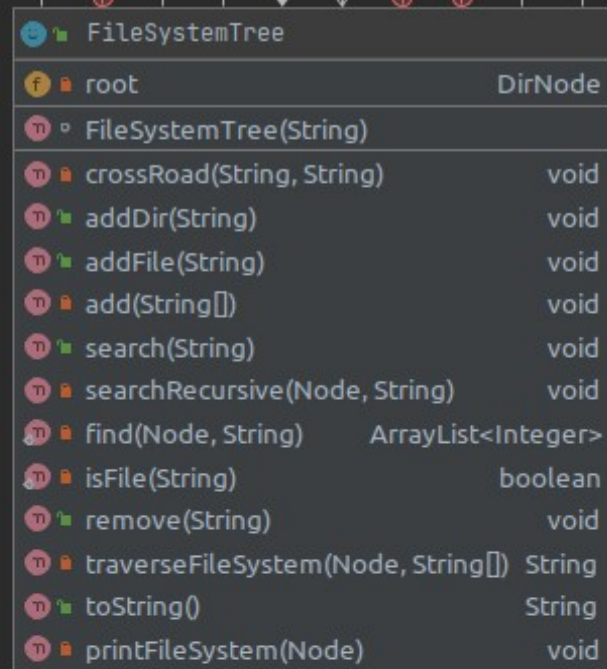 FileSystemTree
root DirNode
FileSystemTree(String)
crossRoad(String, String) void
addDir(String) void
addFile(String) void
add(String[]) void
search(String) void
searchRecursive(Node, String) void
find(Node, String) ArrayList<Integer>
isFile(String) boolean
remove(String) void
traverseFileSystem(Node, String[]) String
toString() String
printFileSystem(Node) void